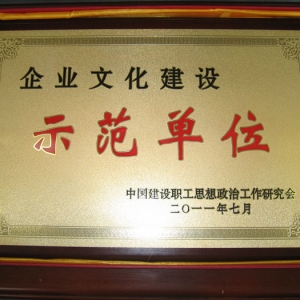 企业文化建设
示范单位
中国建设职工思想政治工作研究会
二〇一一年七月